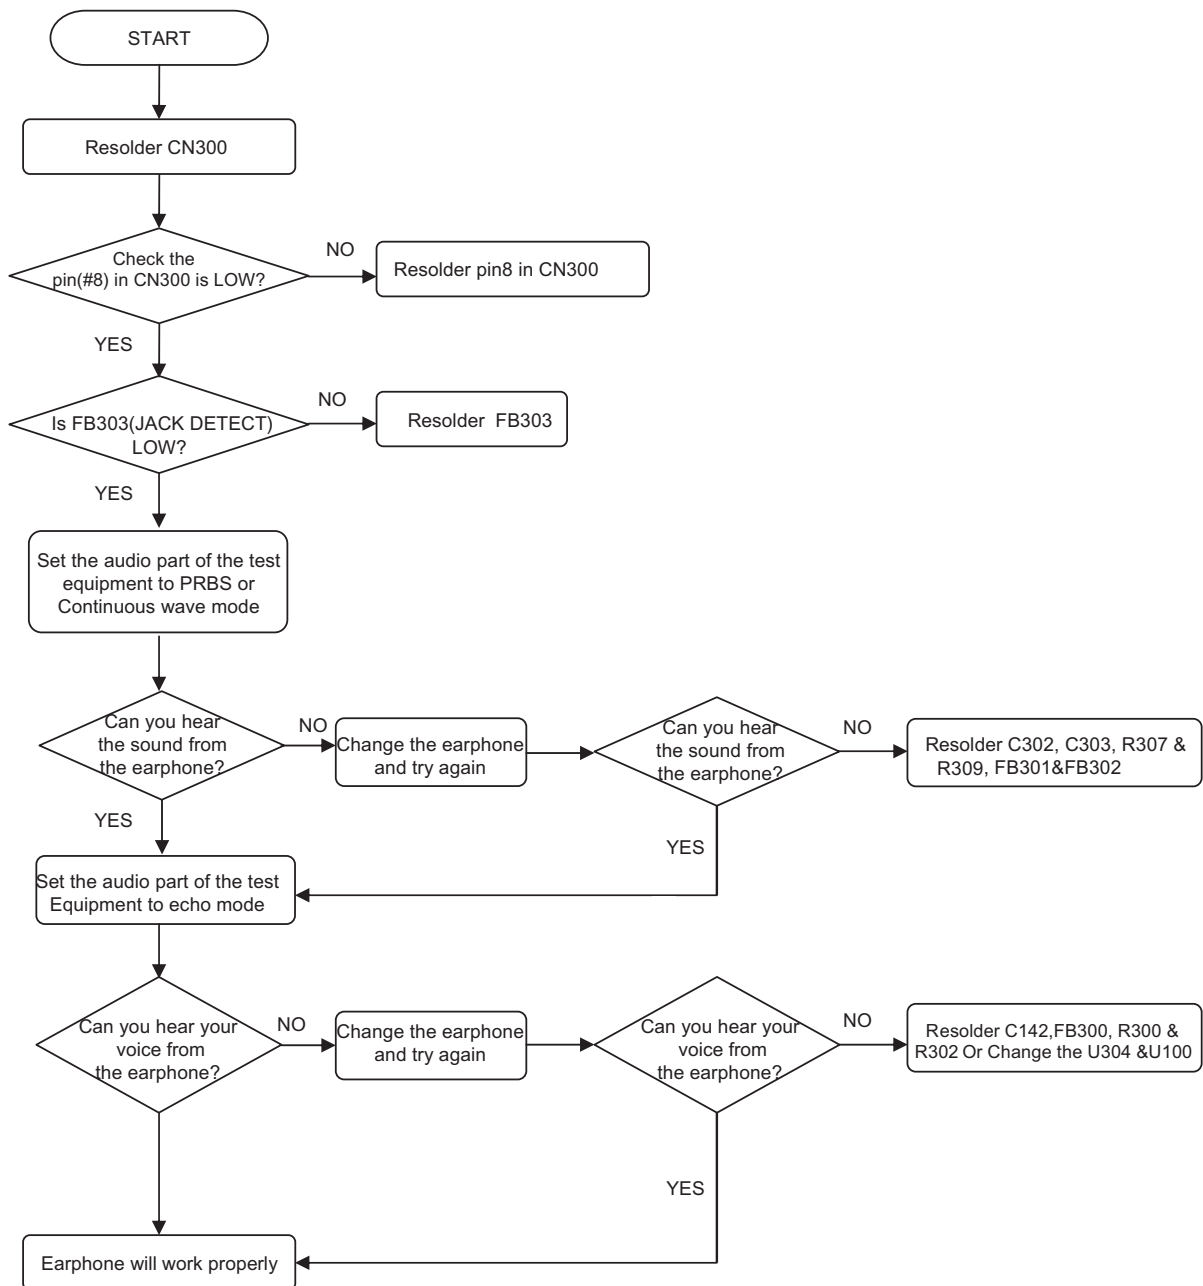 START
Resolder CN300
Check the
pin(#8) in CN300 is LOW?
NO
Resolder pin8 in CN300
YES
Is FB303(JACK DETECT)
LOW?
NO
Resolder FB303
YES
Set the audio part of the test
equipment to PRBS or
Continuous wave mode
Can you hear
the sound from
the earphone?
NO
Change the earphone
and try again
Can you hear
the sound from
the earphone?
NO
Resolder C302, C303, R307 &
R309, FB301&FB302
YES
YES
Set the audio part of the test
Equipment to echo mode
Can you hear your
voice from
the earphone?
NO
Change the earphone
and try again
Can you hear your
voice from
the earphone?
NO
Resolder C142,FB300, R300 &
R302 Or Change the U304 &U100
YES
Earphone will work properly